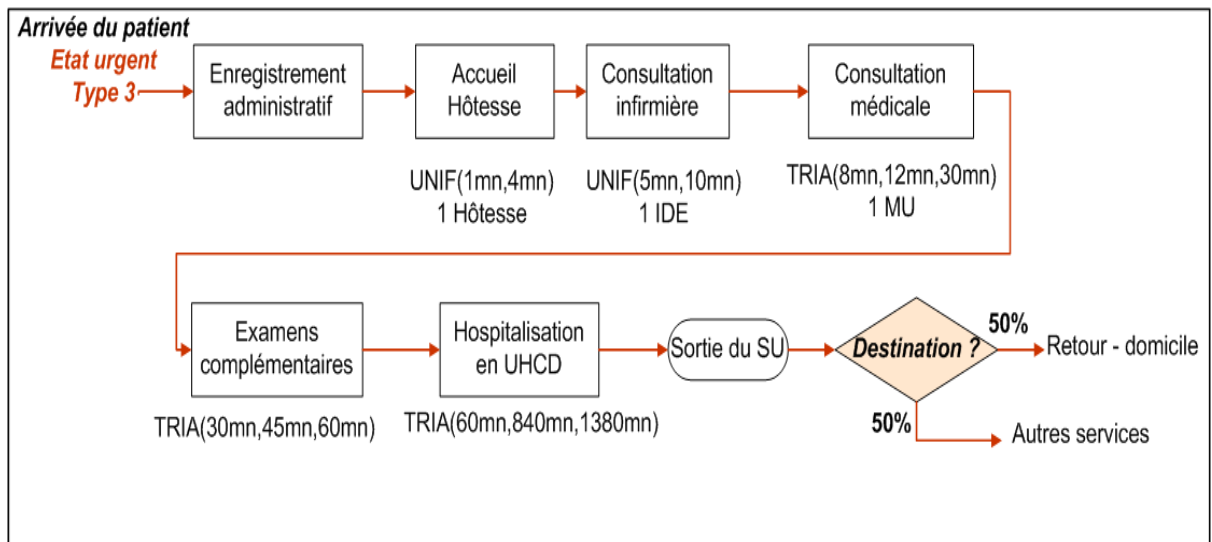 Arrivée du patient
Etat urgent
Type 3
Enregistrement
administratif
Accueil
Hôtesse
Consultation
infirmière
Consultation
médicale
UNIF(1mn,4mn)
1 Hôtesse
UNIF(5mn,10mn)
1 IDE
TRIA(8mn,12mn,30mn)
1 MU
Examens
complémentaires
Hospitalisation
en UHCD
Sortie du SU
Destination ?
50%
Retour - domicile
TRIA(30mn,45mn,60mn)
TRIA(60mn,840mn,1380mn)
50%
Autres services